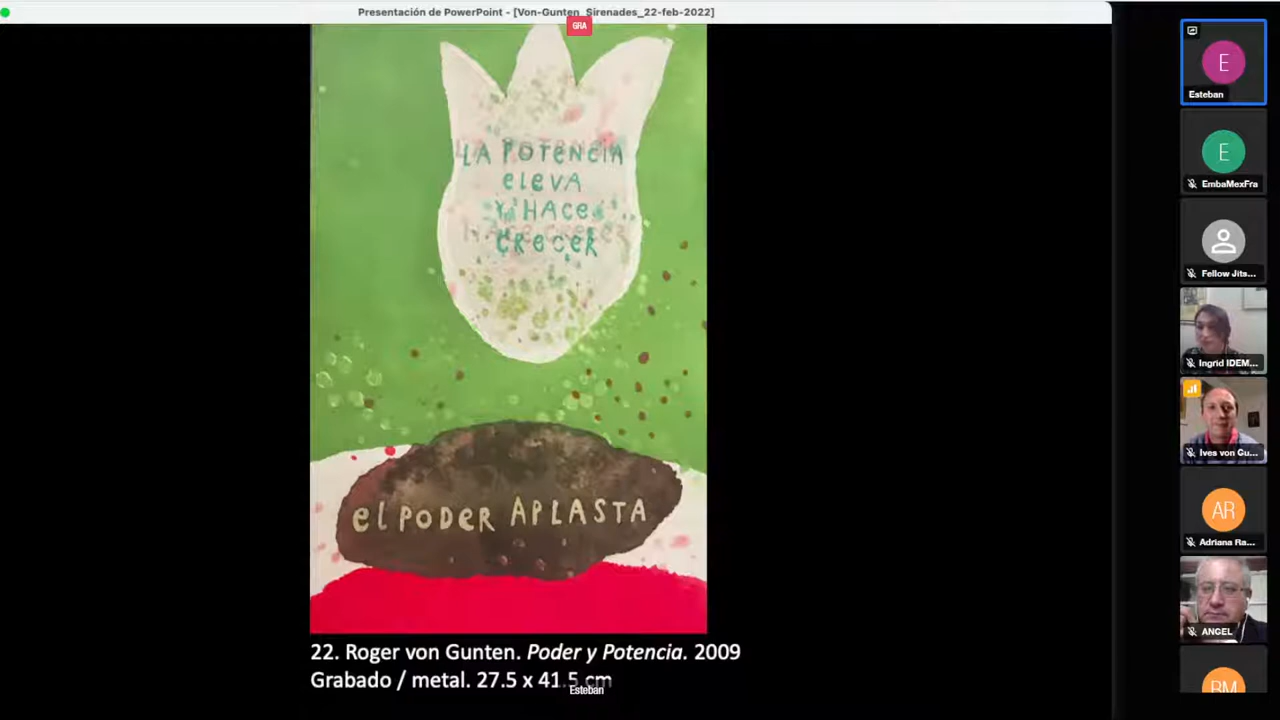 Presentación de PowerPoint - [Von-Gunten_Sirenades_22-feb-2022]
GRA
LA POTENCIA
eLEVA
Y HACe
CReCeR
eL PODeR APLASTA
22. Roger von Gunten. Poder y Potencia. 2009
Grabado / metal. 27.5 x 41.5 cm
Esteban
E
Esteban
E
EmbaMexFra
Fellow Jits...
Ingrid IDEM...
Ives von Gu...
AR
Adriana Ra...
ANGEL
BM